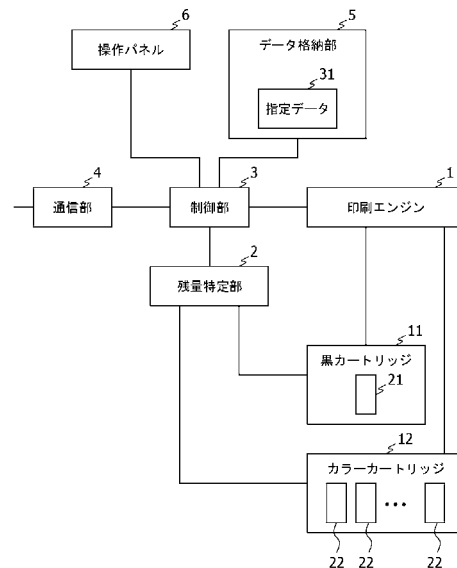 6
操作パネル
5
データ格納部
31
指定データ
4
通信部
3
制御部
1
印刷エンジン
2
残量特定部
11
黒カートリッジ
21
12
カラーカートリッジ
•••
22 22 22